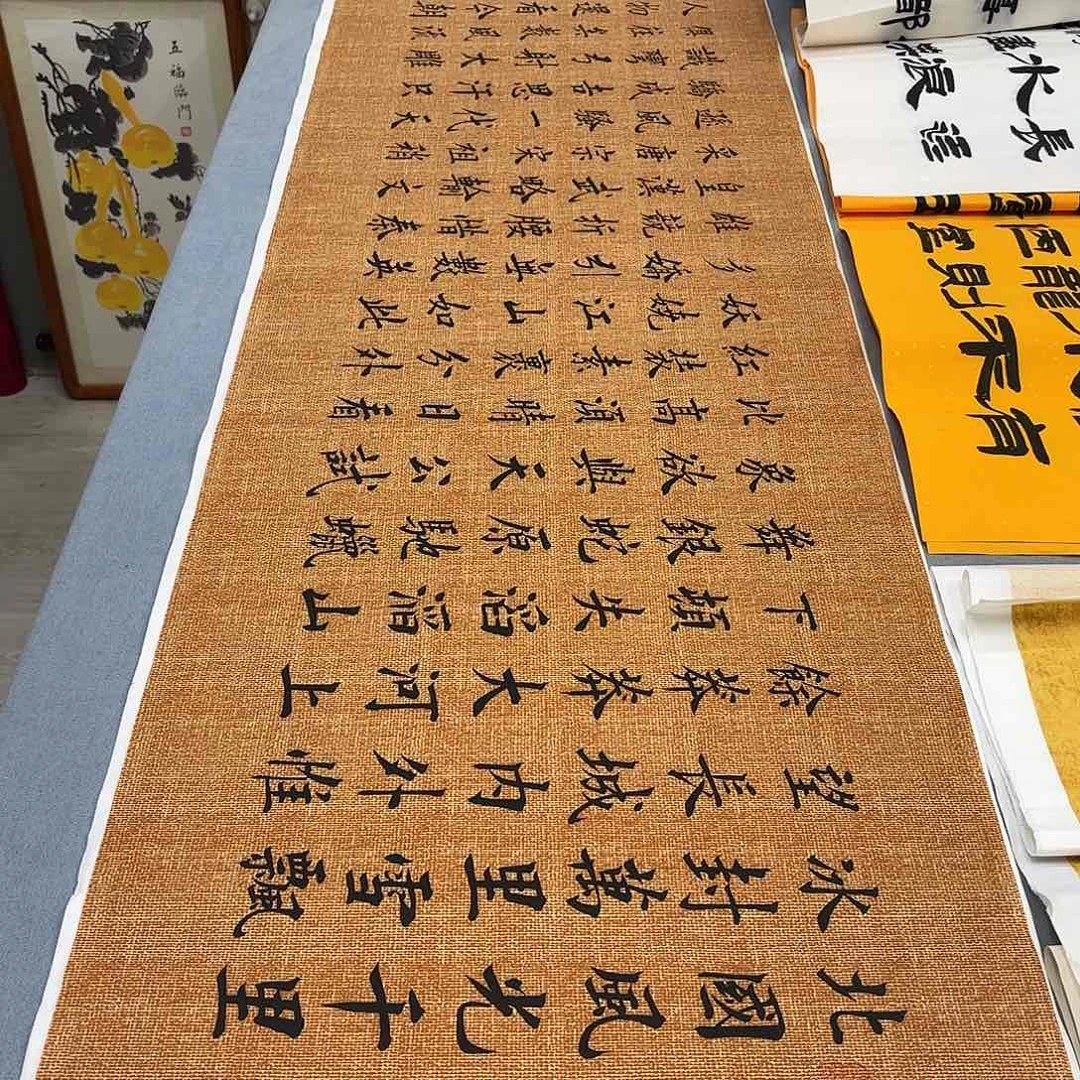 北國風光千里
冰封萬里雪飄
望長城內外惟
餘莽莽大河上
下頓失滔滔山
舞銀蛇原馳蠟
象欲與天公試
比高須晴日看
紅裝素裹分外
妖嬈江山如此
多嬌引無數英
雄競折腰惜秦
皇漢武略輸文
采唐宗宋祖稍
遜風騷一代天
驕成吉思汗只
識彎弓射大雕
俱往矣數風流
人物還看今朝
五福臨門
水長